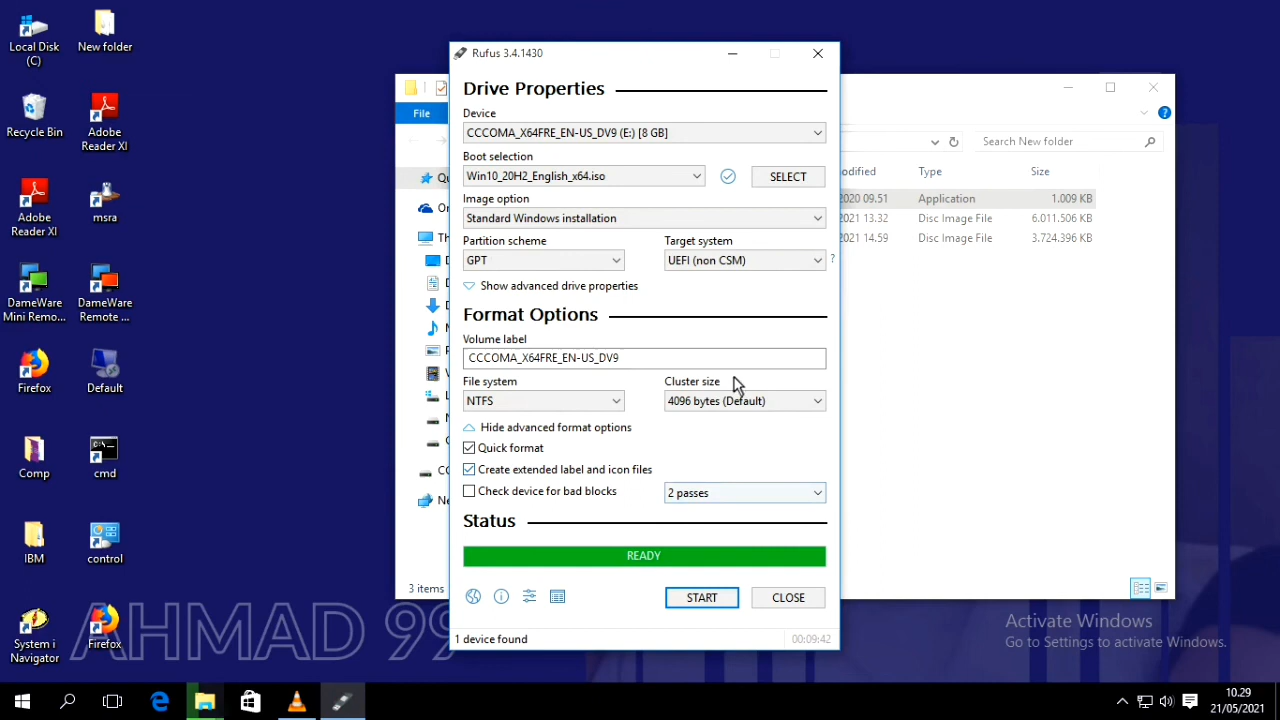 Local Disk (C)
New folder
Recycle Bin
Adobe Reader XI
Adobe Reader XI
msra
DameWare Mini Remo...
DameWare Remote ...
Firefox
Default
Comp
cmd
IBM
control
System i Navigator
Firefox
AHMAD 99
Rufus 3.4.1430
Drive Properties
Device
CCCOMA_X64FRE_EN-US_DV9 (E:) [8 GB]
Boot selection
Win10_20H2_English_x64.iso
SELECT
Image option
Standard Windows installation
Partition scheme
Target system
GPT
UEFI (non CSM)
?
Show advanced drive properties
Format Options
Volume label
CCCOMA_X64FRE_EN-US_DV9
File system
Cluster size
NTFS
4096 bytes (Default)
Hide advanced format options
Quick format
Create extended label and icon files
Check device for bad blocks
2 passes
Status
READY
START
CLOSE
1 device found
00:09:42
File
Search New folder
Type
Size
2020 09.51
Application
1.009 KB
2021 13.32
Disc Image File
6.011.506 KB
2021 14.59
Disc Image File
3.724.396 KB
3 items
Activate Windows
Go to Settings to activate Windows.
10.29
21/05/2021